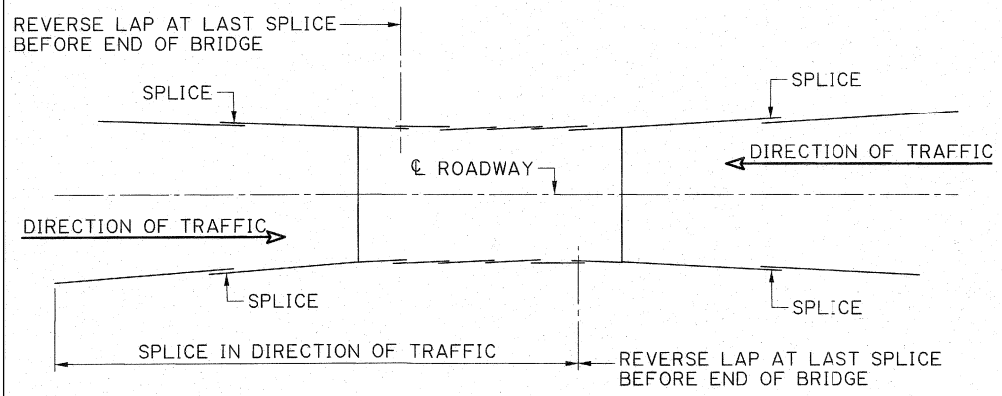 REVERSE LAP AT LAST SPLICE
BEFORE END OF BRIDGE
SPLICE
SPLICE
℄ ROADWAY
DIRECTION OF TRAFFIC
DIRECTION OF TRAFFIC
SPLICE
SPLICE
SPLICE IN DIRECTION OF TRAFFIC
REVERSE LAP AT LAST SPLICE
BEFORE END OF BRIDGE